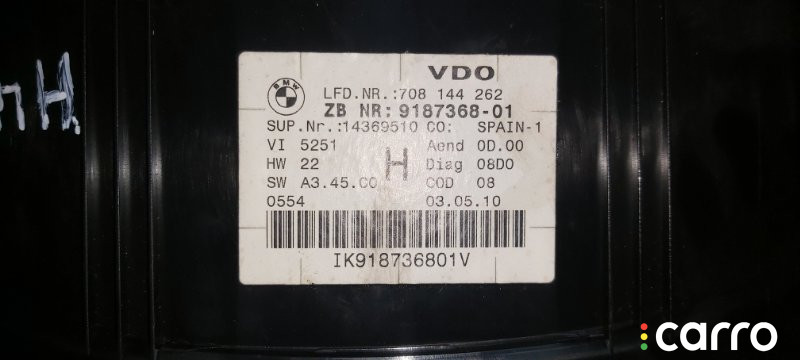 VDO
BMW
LFD.NR.:708 144 262
ZB NR: 9187368-01
SUP.Nr.:14369510 CO: SPAIN-1
VI 5251 Aend 0D.00
HW 22 H Diag 08D0
SW A3.45.C0 COD 08
0554 03.05.10
IK918736801V
carro